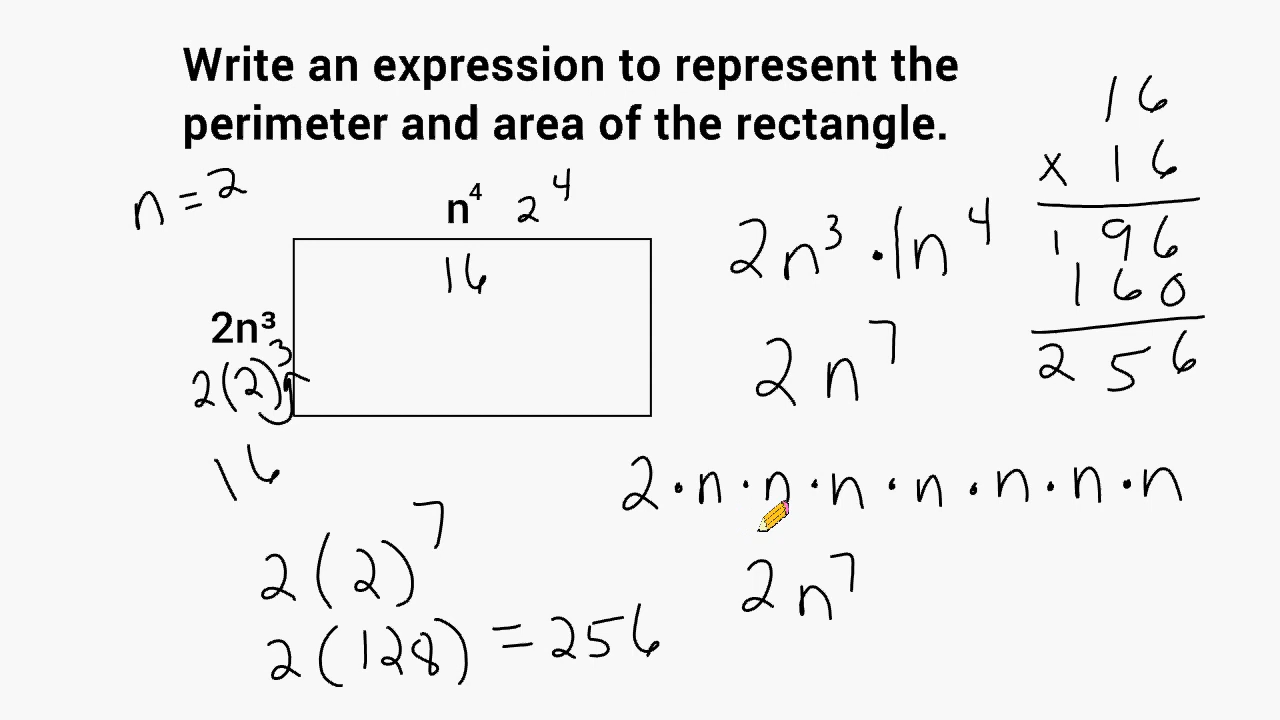 Write an expression to represent the
perimeter and area of the rectangle.
n = 2
n⁴ 2⁴
16
2n³
2(2)³
16
2(2)⁷
2(128) = 256
2n³ · 1n⁴
2n⁷
2 · n · n · n · n · n · n · n
2n⁷
16
x 16
196
160
256